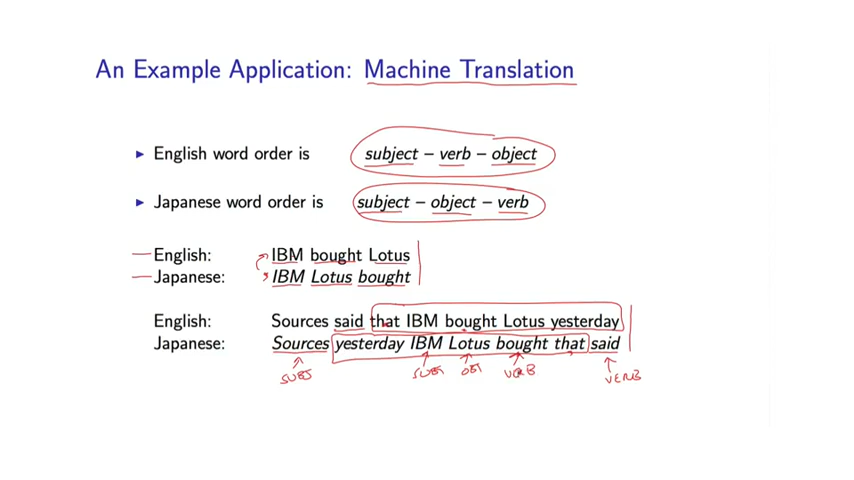 An Example Application: Machine Translation
▶ English word order is subject – verb – object
▶ Japanese word order is subject – object – verb
English: IBM bought Lotus
Japanese: IBM Lotus bought
English: Sources said that IBM bought Lotus yesterday
Japanese: Sources yesterday IBM Lotus bought that said
SUBJ SUBJ OBJ VERB VERB